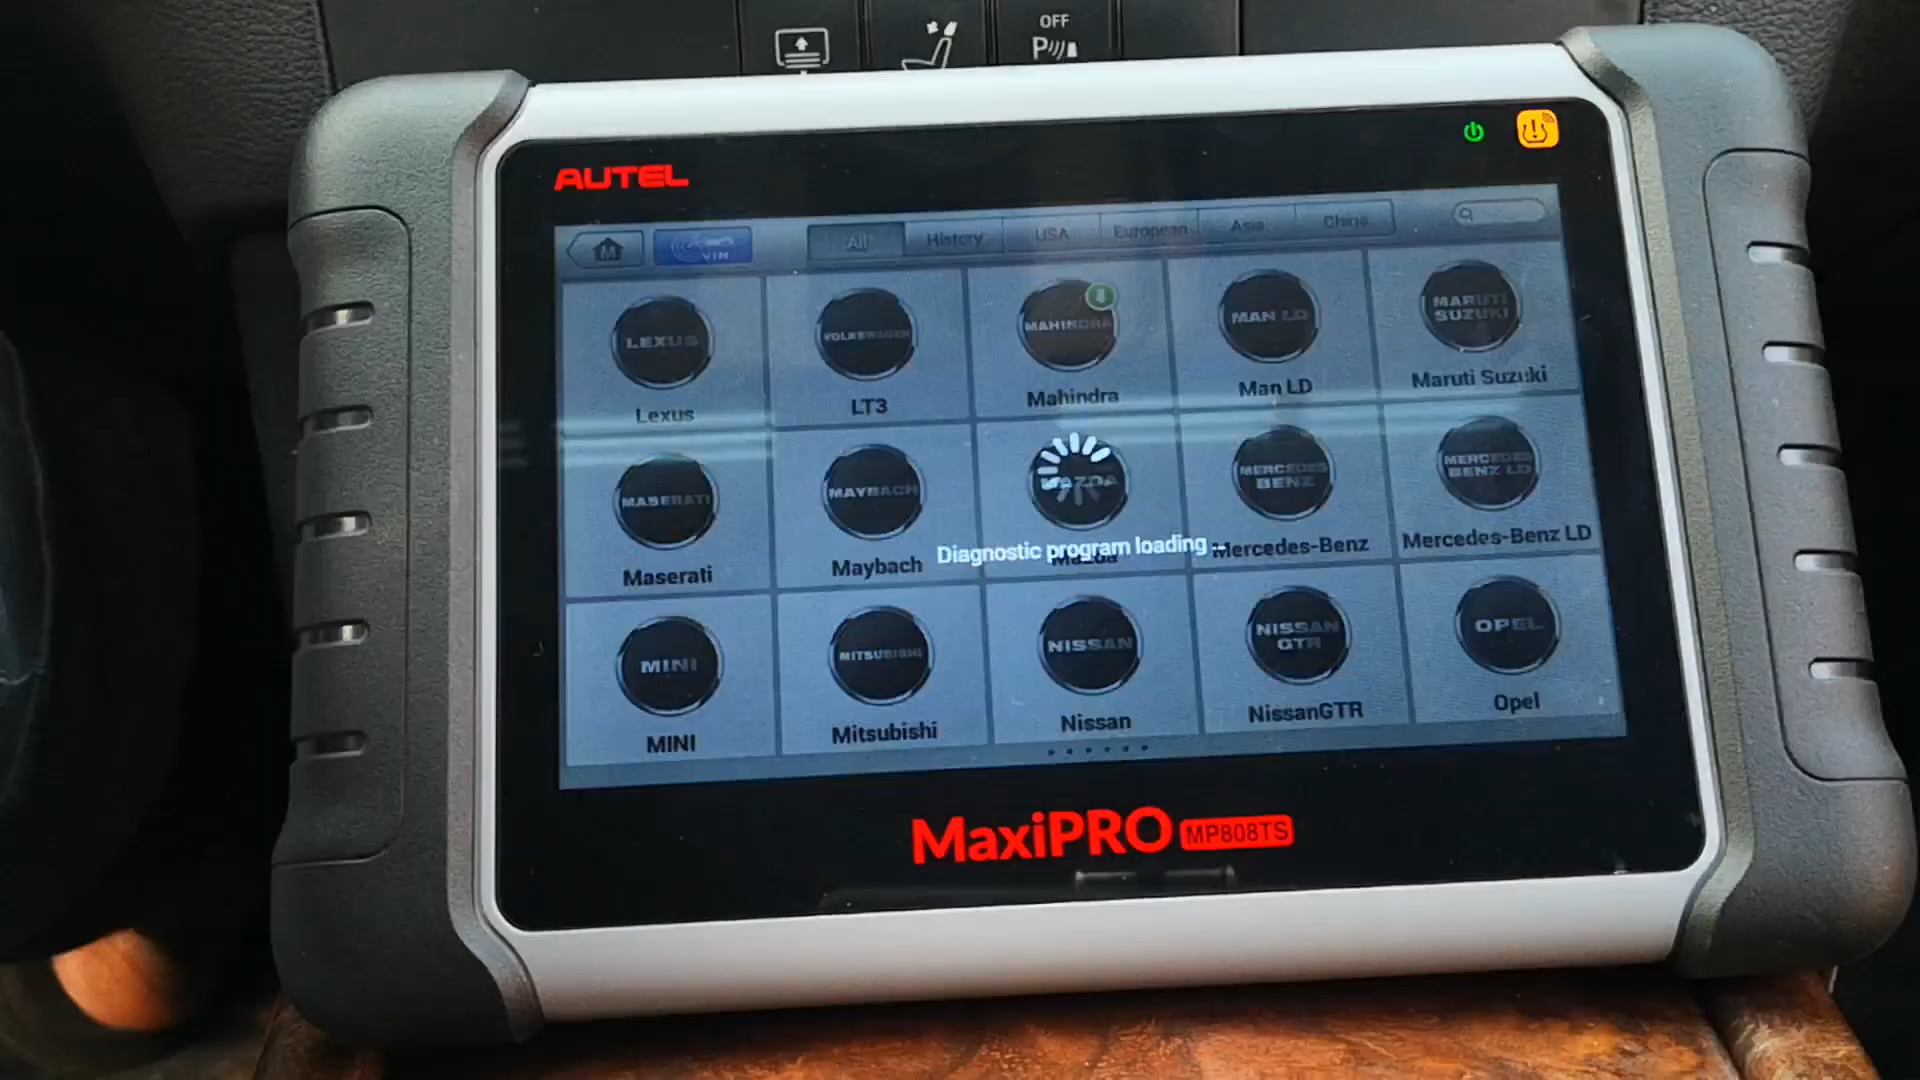 OFF
P
AUTEL
VIN
All
History
USA
European
Asia
China
LEXUS
VOLKSWAGEN
MAHINDRA
MAN LD
MARUTI
SUZUKI
Lexus
LT3
Mahindra
Man LD
Maruti Suzuki
MASERATI
MAYBACH
MAZDA
MERCEDES
BENZ
MERCEDES
BENZ LD
Maserati
Maybach
Diagnostic program loading...
Mazda
Mercedes-Benz
Mercedes-Benz LD
MINI
MITSUBISHI
NISSAN
NISSAN
GTR
OPEL
MINI
Mitsubishi
Nissan
NissanGTR
Opel
MaxiPRO MP808TS